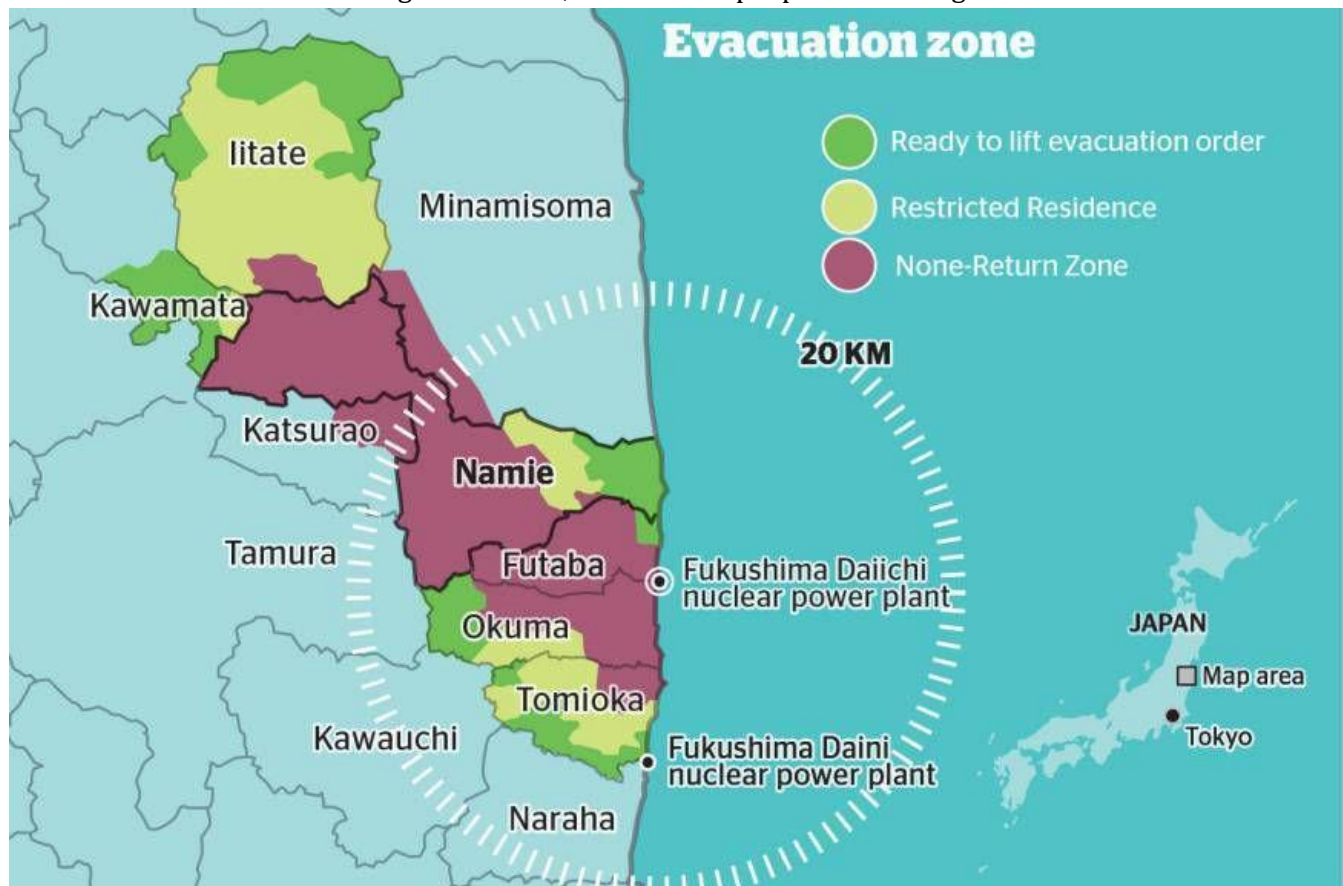 Evacuation zone
Ready to lift evacuation order
Iitate
Minamisoma
Restricted Residence
None-Return Zone
Kawamata
20 KM
Katsurao
Namie
Tamura
Futaba
Fukushima Daiichi
nuclear power plant
Okuma
JAPAN
Map area
Tomioka
Kawauchi
Tokyo
Fukushima Daini
nuclear power plant
Naraha